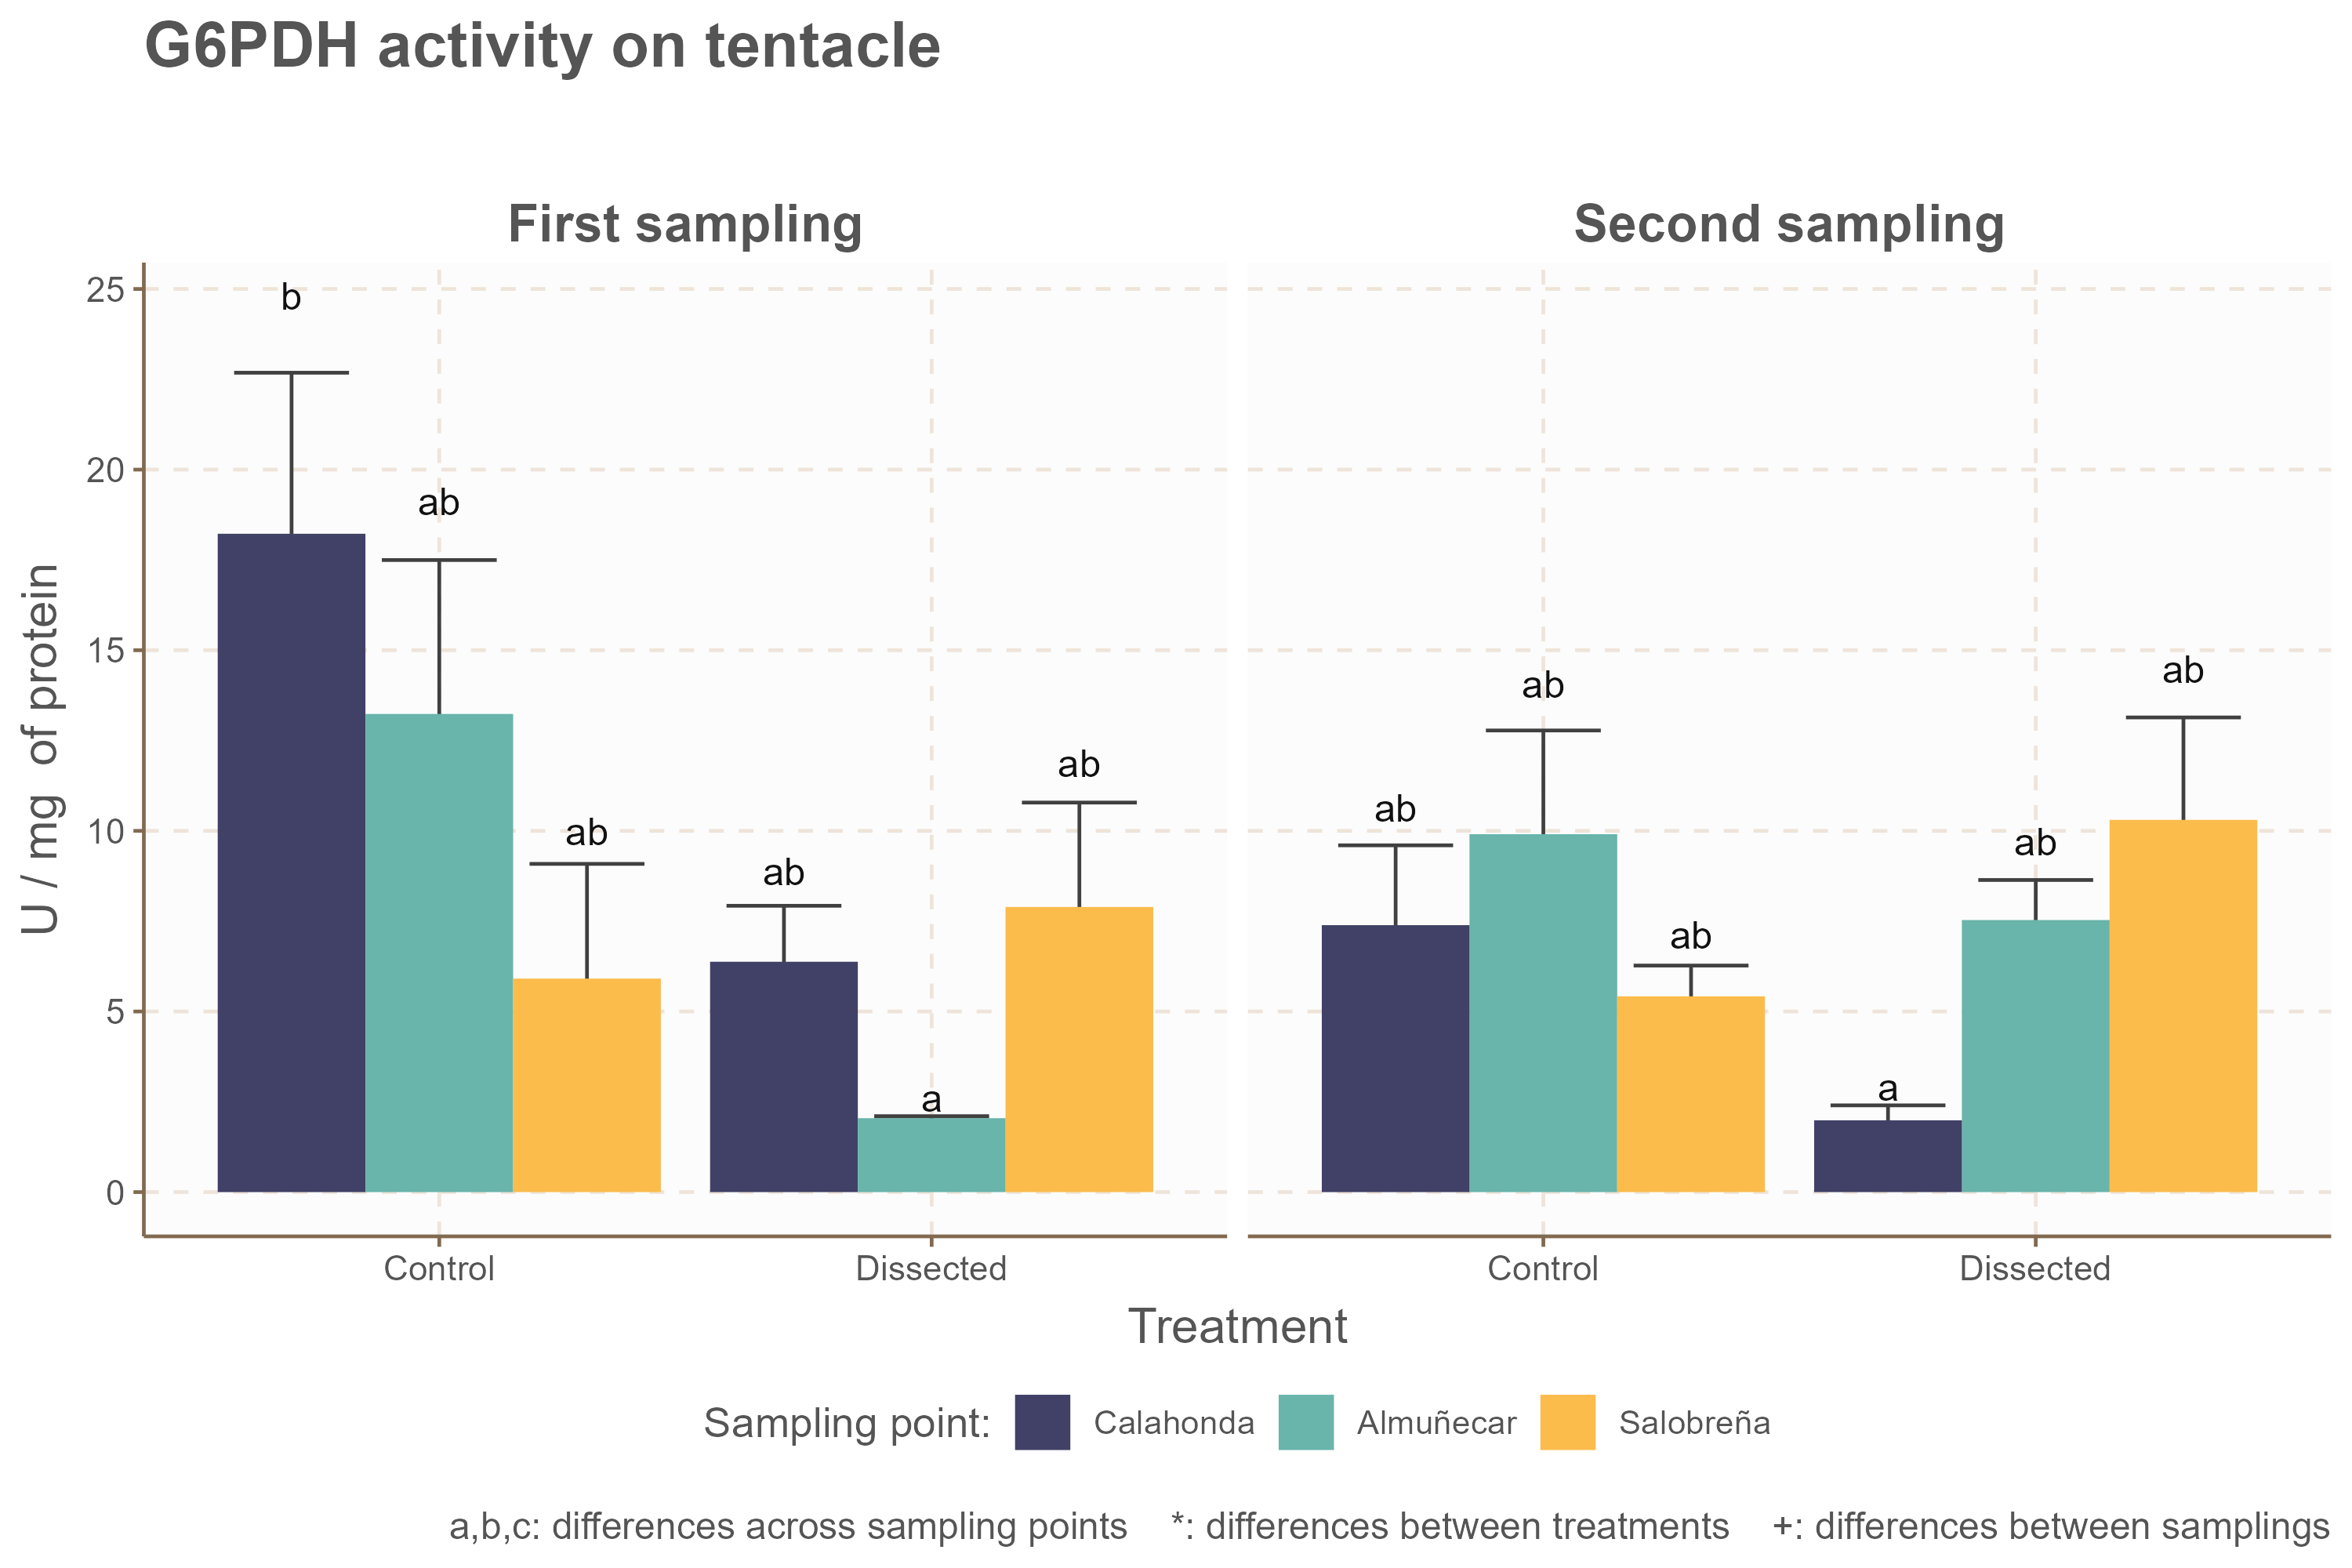 G6PDH activity on tentacle
First sampling
Second sampling
U / mg  of protein
25
20
15
10
5
0
b
ab
ab
ab
a
ab
ab
ab
ab
a
ab
ab
Control
Dissected
Control
Dissected
Treatment
Sampling point: Calahonda Almuñecar Salobreña
a,b,c: differences across sampling points *: differences between treatments +: differences between samplings